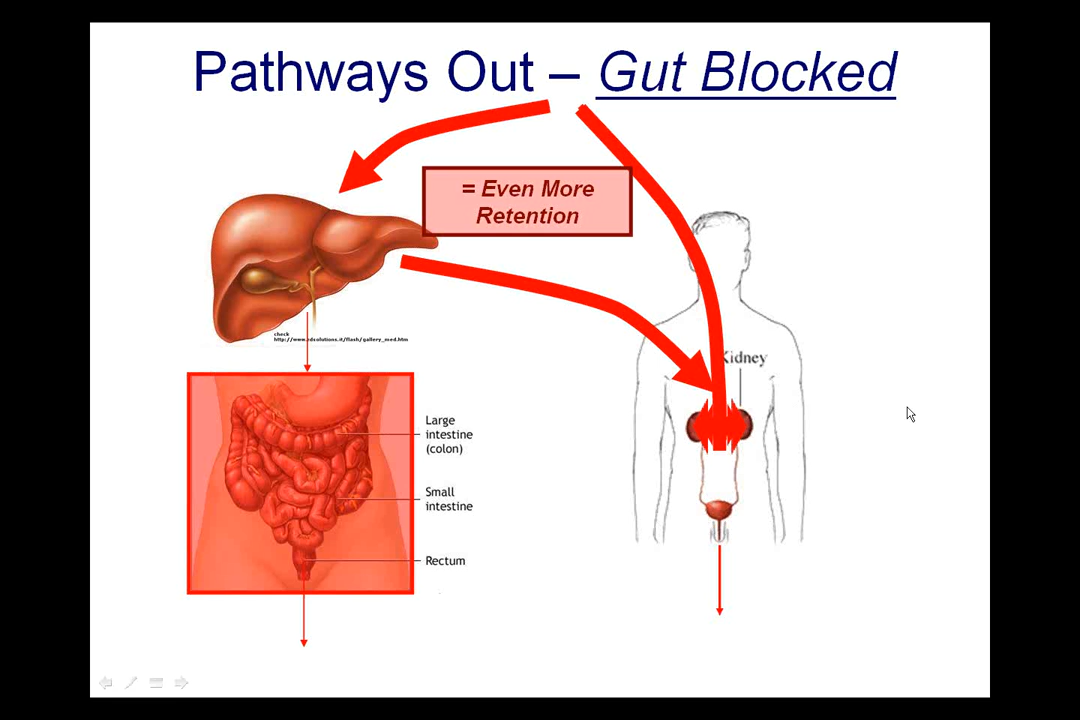 Pathways Out – Gut Blocked
= Even More
Retention
check
Kidney
Large
intestine
(colon)
Small
intestine
Rectum